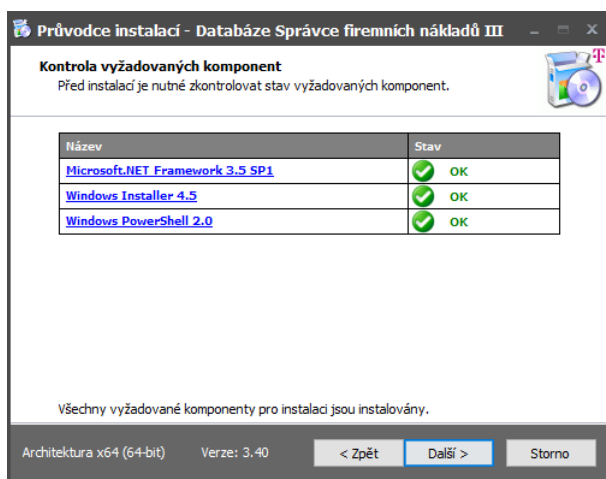 Průvodce instalací - Databáze Správce firemních nákladů III
Kontrola vyžadovaných komponent
Před instalací je nutné zkontrolovat stav vyžadovaných komponent.
T
Název Stav
Microsoft.NET Framework 3.5 SP1 OK
Windows Installer 4.5 OK
Windows PowerShell 2.0 OK
Všechny vyžadované komponenty pro instalaci jsou instalovány.
Architektura x64 (64-bit) Verze: 3.40 < Zpět Další > Storno